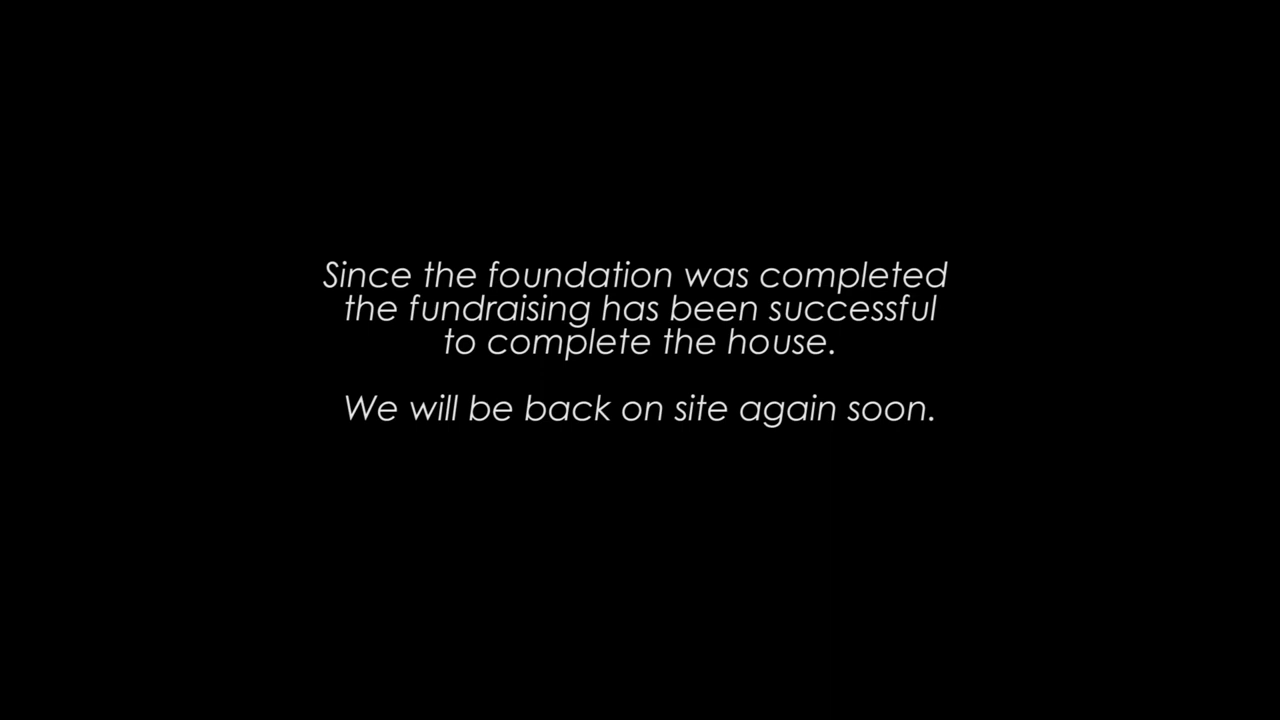 Since the foundation was completed
the fundraising has been successful
to complete the house.
We will be back on site again soon.